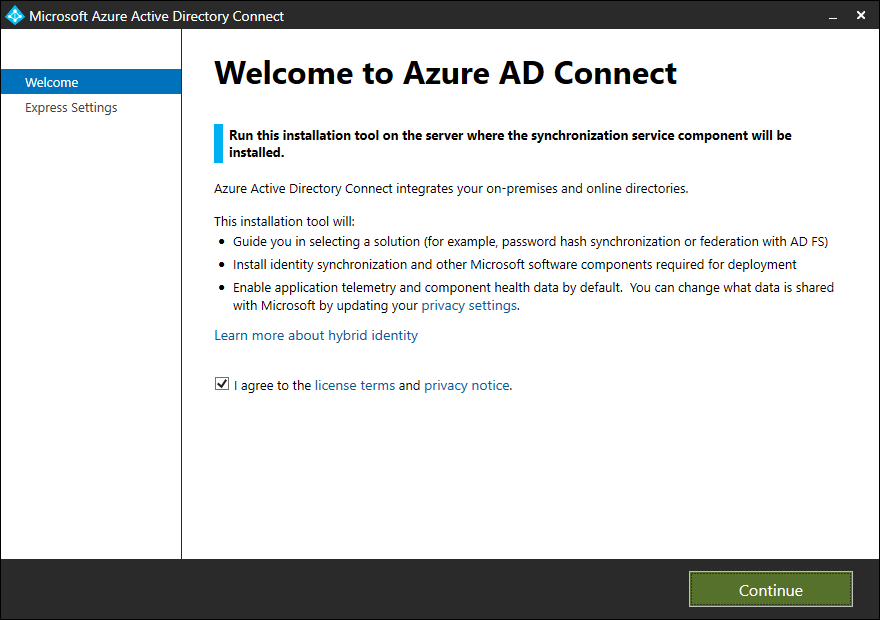 Microsoft Azure Active Directory Connect
Welcome
Express Settings
Welcome to Azure AD Connect
Run this installation tool on the server where the synchronization service component will be
installed.
Azure Active Directory Connect integrates your on-premises and online directories.
This installation tool will:
• Guide you in selecting a solution (for example, password hash synchronization or federation with AD FS)
• Install identity synchronization and other Microsoft software components required for deployment
• Enable application telemetry and component health data by default.  You can change what data is shared
with Microsoft by updating your privacy settings.
Learn more about hybrid identity
I agree to the license terms and privacy notice.
Continue